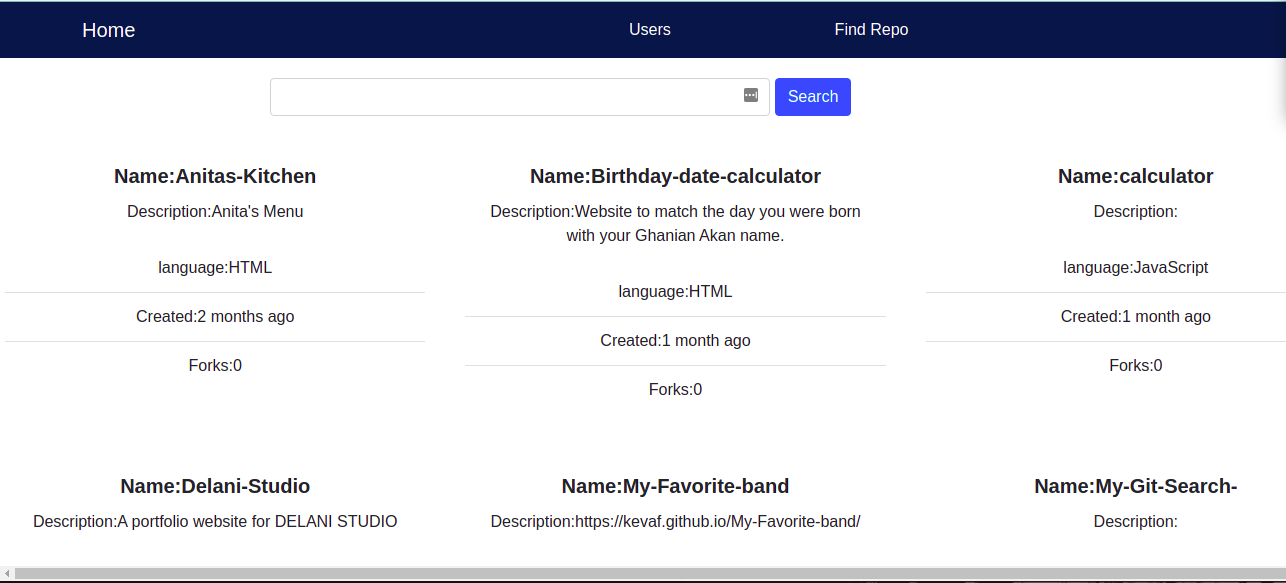 Home Users Find Repo
Search
Name:Anitas-Kitchen
Description:Anita's Menu
language:HTML
Created:2 months ago
Forks:0
Name:Birthday-date-calculator
Description:Website to match the day you were born
with your Ghanian Akan name.
language:HTML
Created:1 month ago
Forks:0
Name:calculator
Description:
language:JavaScript
Created:1 month ago
Forks:0
Name:Delani-Studio
Description:A portfolio website for DELANI STUDIO
Name:My-Favorite-band
Description:https://kevaf.github.io/My-Favorite-band/
Name:My-Git-Search-
Description: